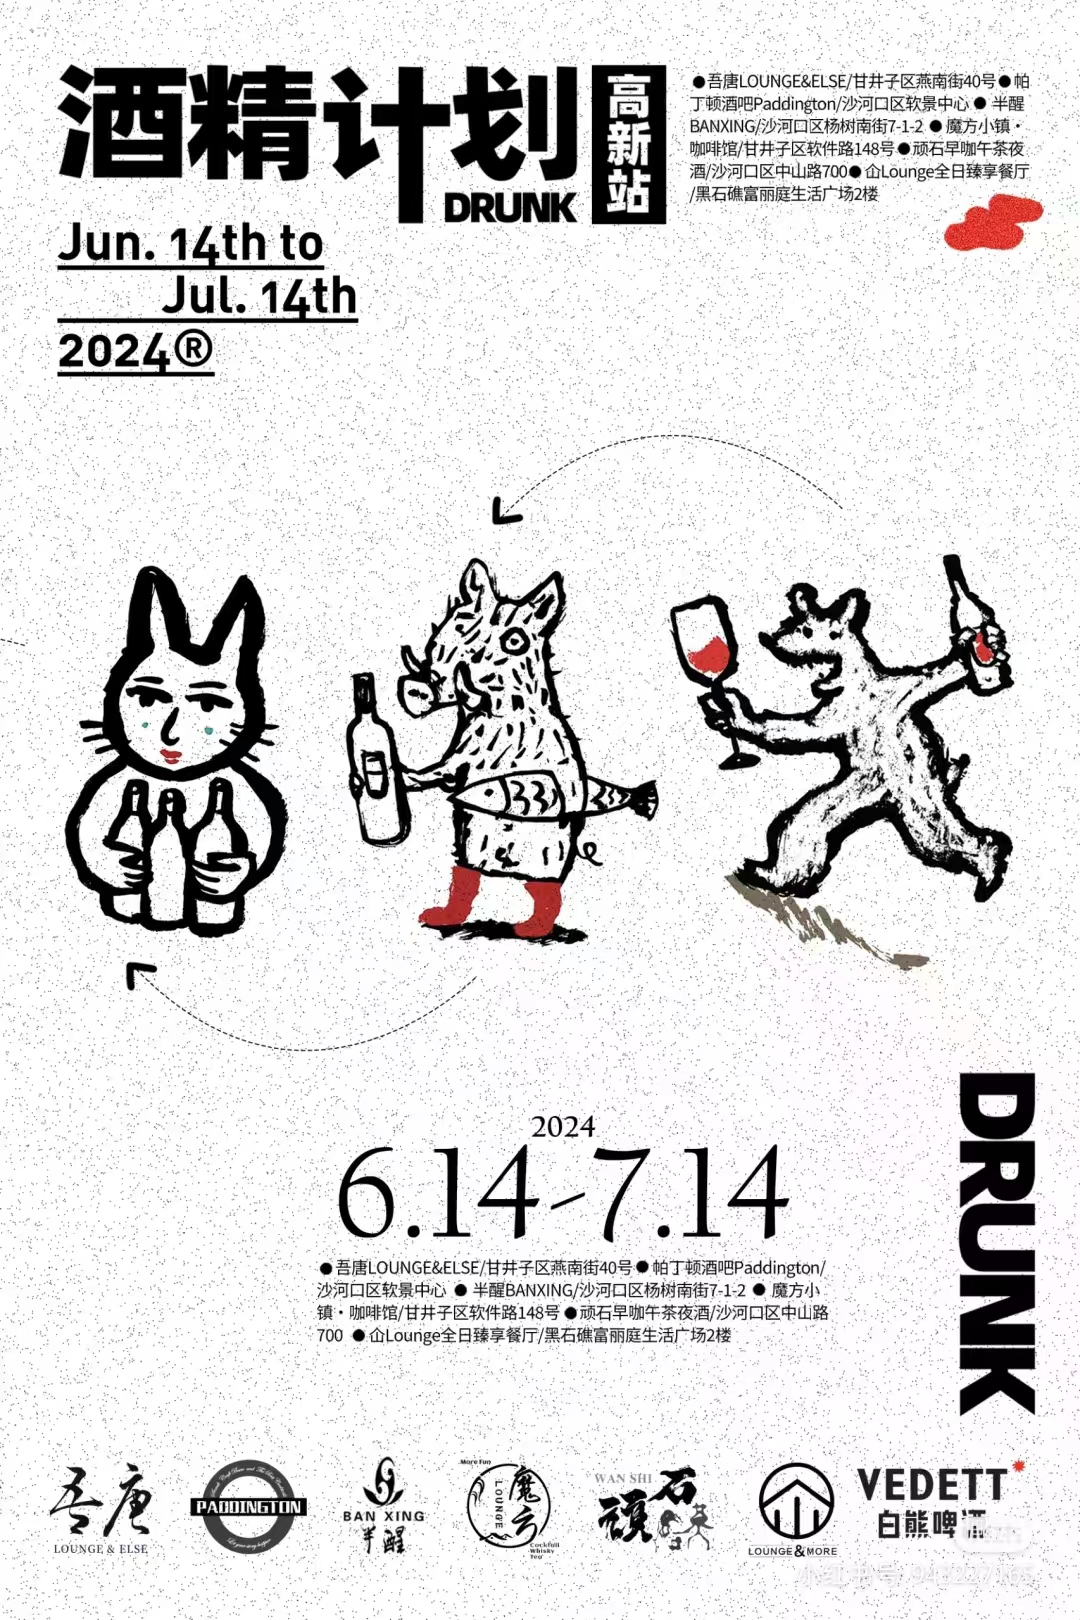 酒精计划
DRUNK
高新站
●吾唐LOUNGE&ELSE/甘井子区燕南街40号●帕
丁顿酒吧Paddington/沙河口区软景中心 ● 半醒
BANXING/沙河口区杨树南街7-1-2 ●魔方小镇·
咖啡馆/甘井子区软件路148号●顽石早咖午茶夜
酒/沙河口区中山路700●仚Lounge全日臻享餐厅
/黑石礁富丽庭生活广场2楼
Jun. 14th to
Jul. 14th
2024®
DRUNK
2024
6.14-7.14
●吾唐LOUNGE&ELSE/甘井子区燕南街40号●帕丁顿酒吧Paddington/
沙河口区软景中心 ● 半醒BANXING/沙河口区杨树南街7-1-2 ● 魔方小
镇·咖啡馆/甘井子区软件路148号 ●顽石早咖午茶夜酒/沙河口区中山路
700 ●仚Lounge全日臻享餐厅/黑石礁富丽庭生活广场2楼
吾唐
LOUNGE & ELSE
PADDINGTON
BAN XING
半醒
More Fun
LOUNGE
魔方
Cocktail
Whisky
Tea
WAN SHI
顽石
LOUNGE&MORE
VEDETT
白熊啤酒
小红书号: